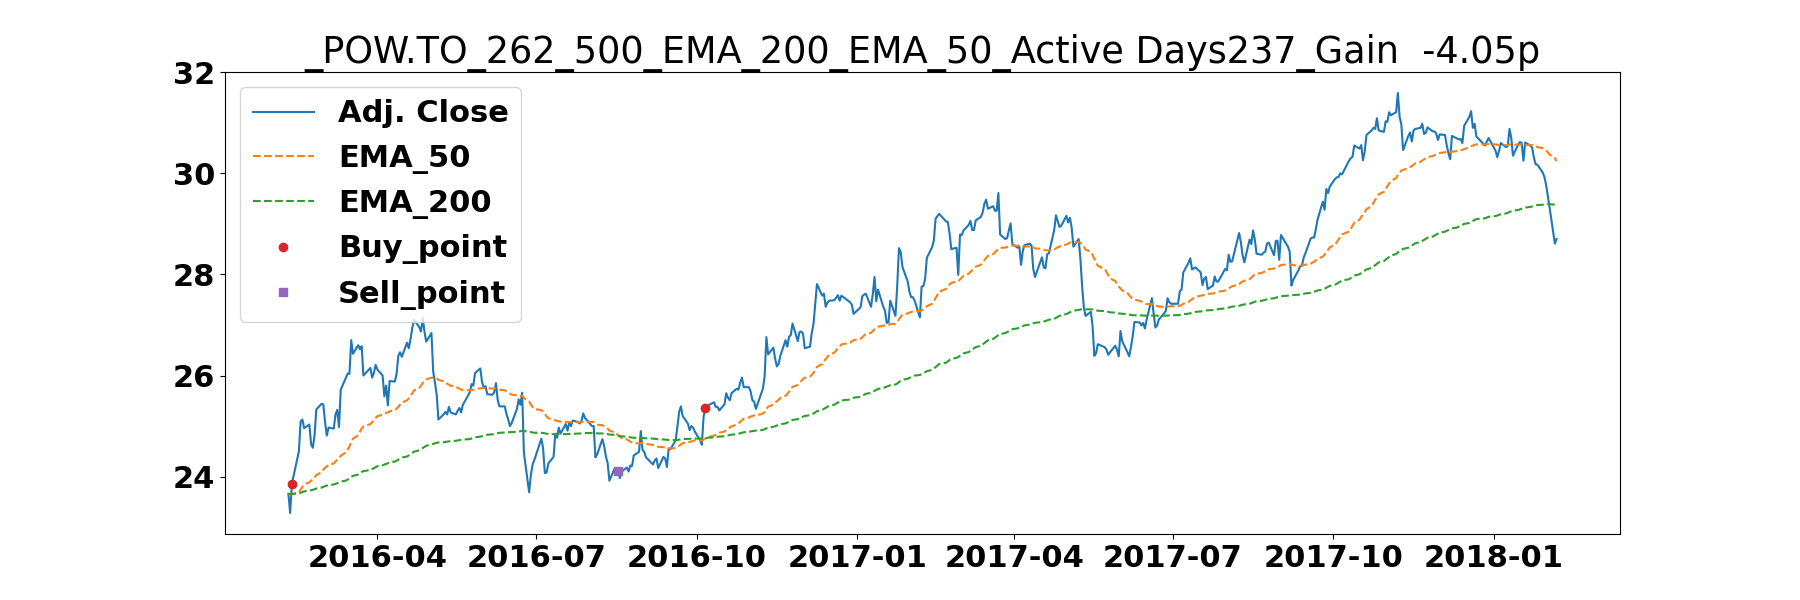 _POW.TO_262_500_EMA_200_EMA_50_Active Days237_Gain  -4.05p
32
30
28
26
24
Adj. Close
EMA_50
EMA_200
Buy_point
Sell_point
2016-04 2016-07 2016-10 2017-01 2017-04 2017-07 2017-10 2018-01